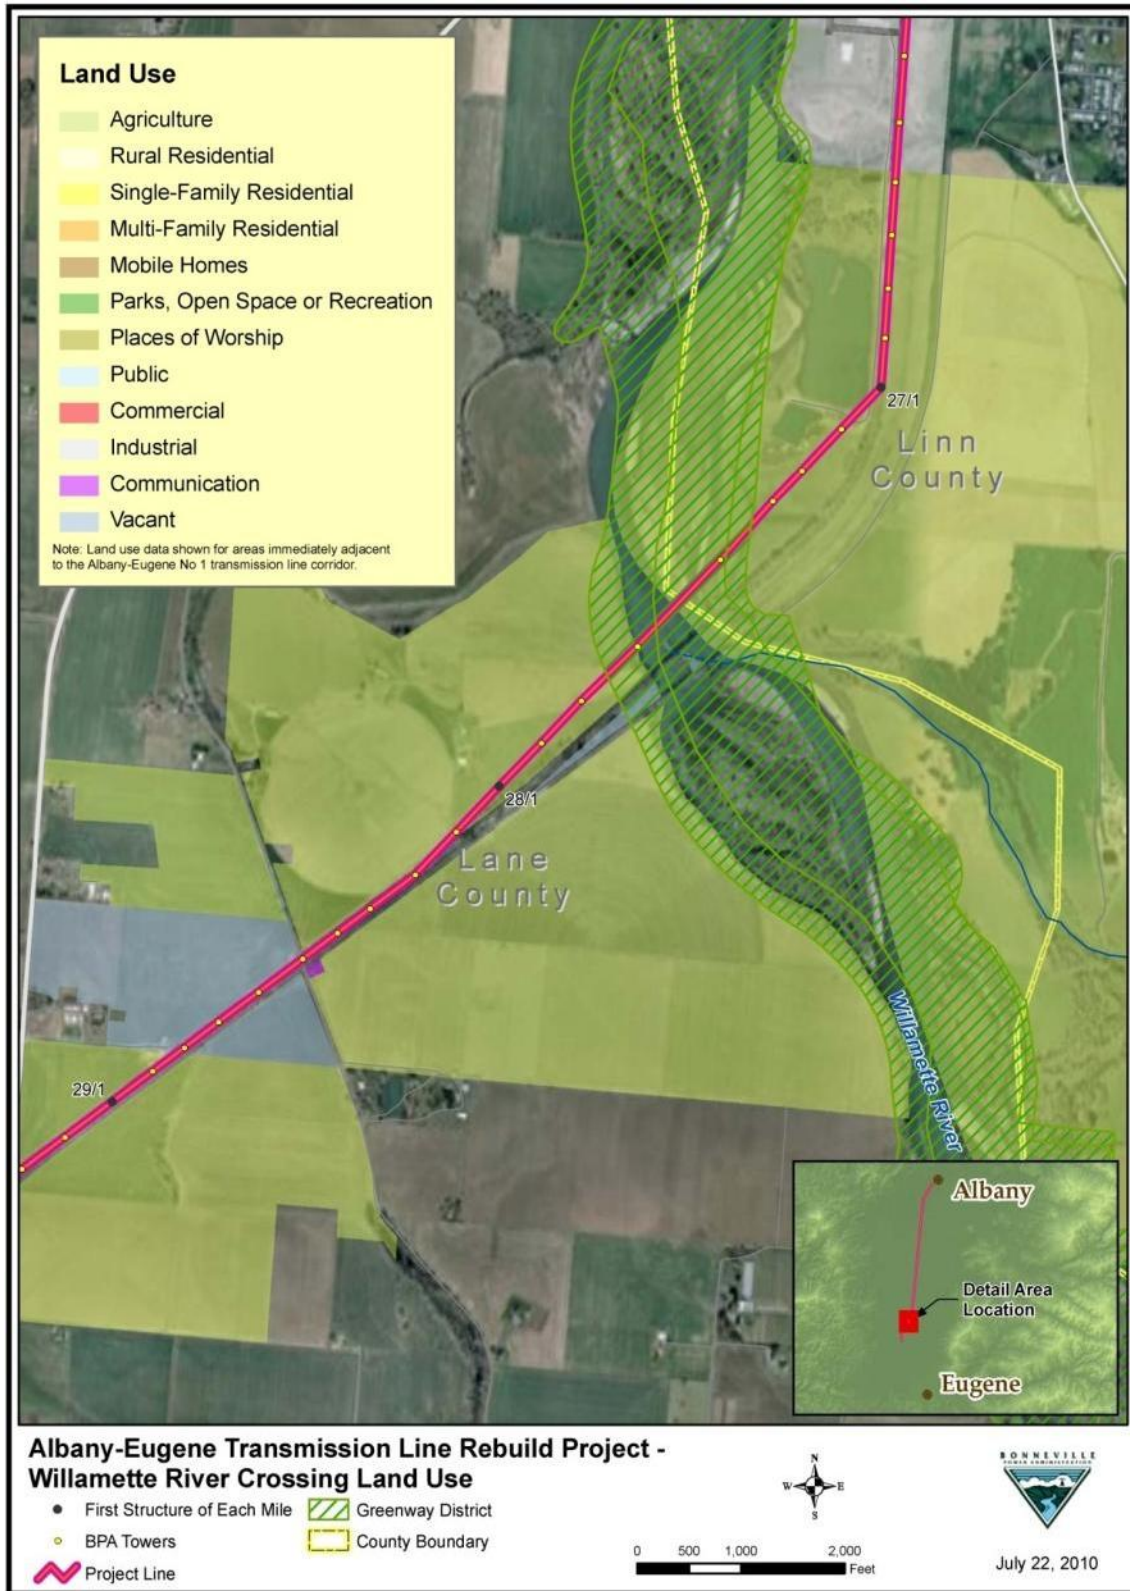 Land Use
Agriculture
Rural Residential
Single-Family Residential
Multi-Family Residential
Mobile Homes
Parks, Open Space or Recreation
Places of Worship
Public
Commercial
Industrial
Communication
Vacant
Note: Land use data shown for areas immediately adjacent
to the Albany-Eugene No 1 transmission line corridor.
27/1
Linn
County
28/1
Lane
County
29/1
Willamette River
Albany
Detail Area
Location
Eugene
Albany-Eugene Transmission Line Rebuild Project -
Willamette River Crossing Land Use
First Structure of Each Mile
Greenway District
BPA Towers
County Boundary
Project Line
N
W
E
S
0 500 1,000 2,000
Feet
BONNEVILLE
POWER ADMINISTRATION
July 22, 2010